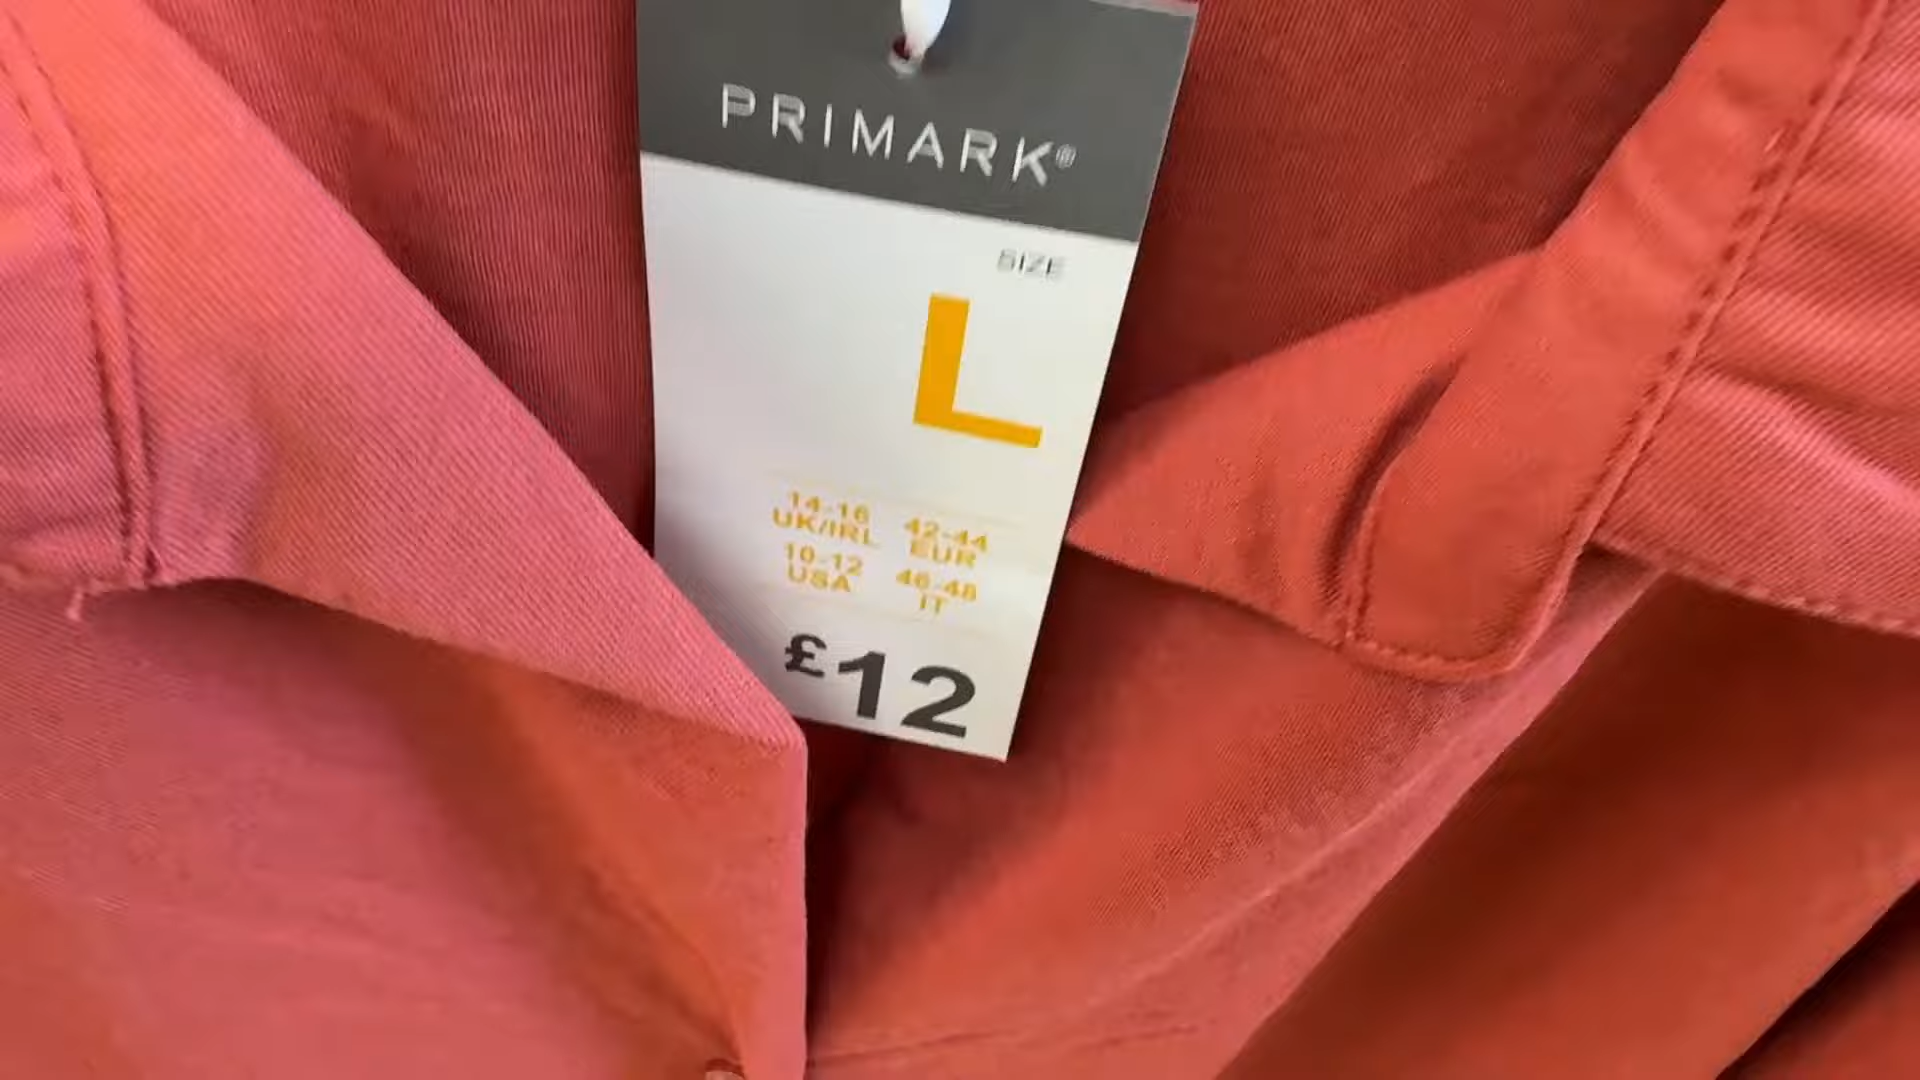 PRIMARK®
SIZE
L
14-16 42-44
UK/IRL EUR
10-12 46-48
USA IT
£12